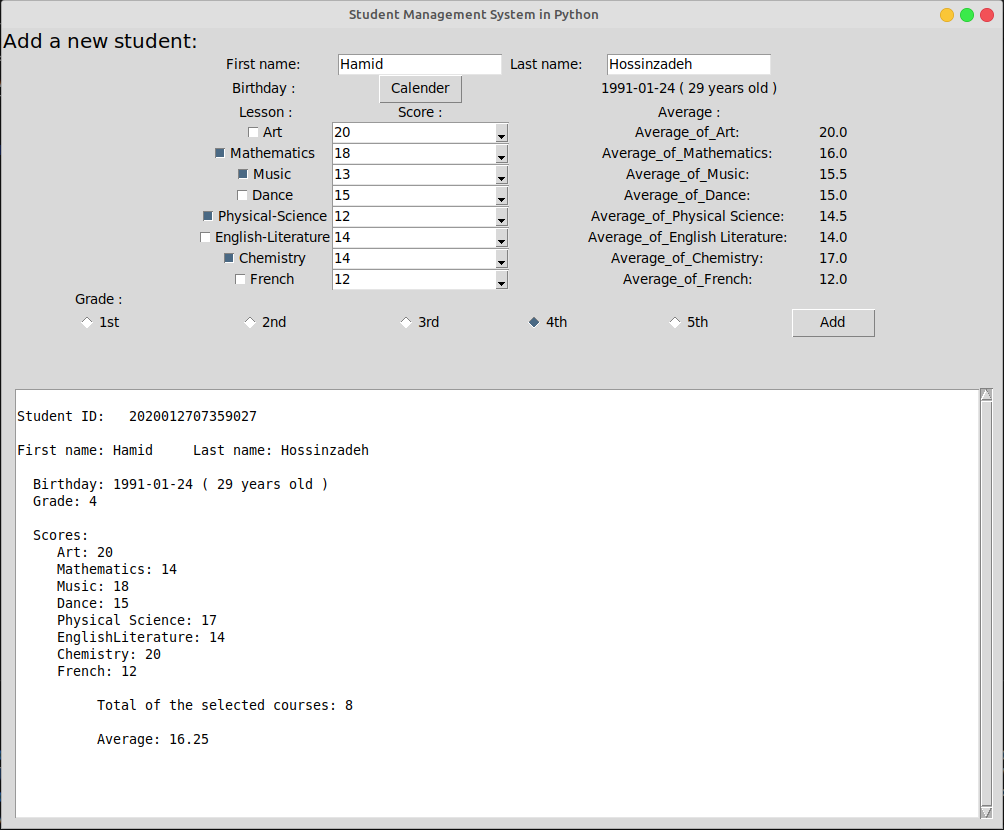 Student Management System in Python
Add a new student:
First name: Hamid Last name: Hossinzadeh
Birthday : Calender 1991-01-24 ( 29 years old )
Lesson : Score : Average :
Art 20 Average_of_Art: 20.0
Mathematics 18 Average_of_Mathematics: 16.0
Music 13 Average_of_Music: 15.5
Dance 15 Average_of_Dance: 15.0
Physical-Science 12 Average_of_Physical Science: 14.5
English-Literature 14 Average_of_English Literature: 14.0
Chemistry 14 Average_of_Chemistry: 17.0
French 12 Average_of_French: 12.0
Grade :
1st 2nd 3rd 4th 5th Add
Student ID: 2020012707359027
First name: Hamid Last name: Hossinzadeh
Birthday: 1991-01-24 ( 29 years old )
Grade: 4
Scores:
Art: 20
Mathematics: 14
Music: 18
Dance: 15
Physical Science: 17
EnglishLiterature: 14
Chemistry: 20
French: 12
Total of the selected courses: 8
Average: 16.25